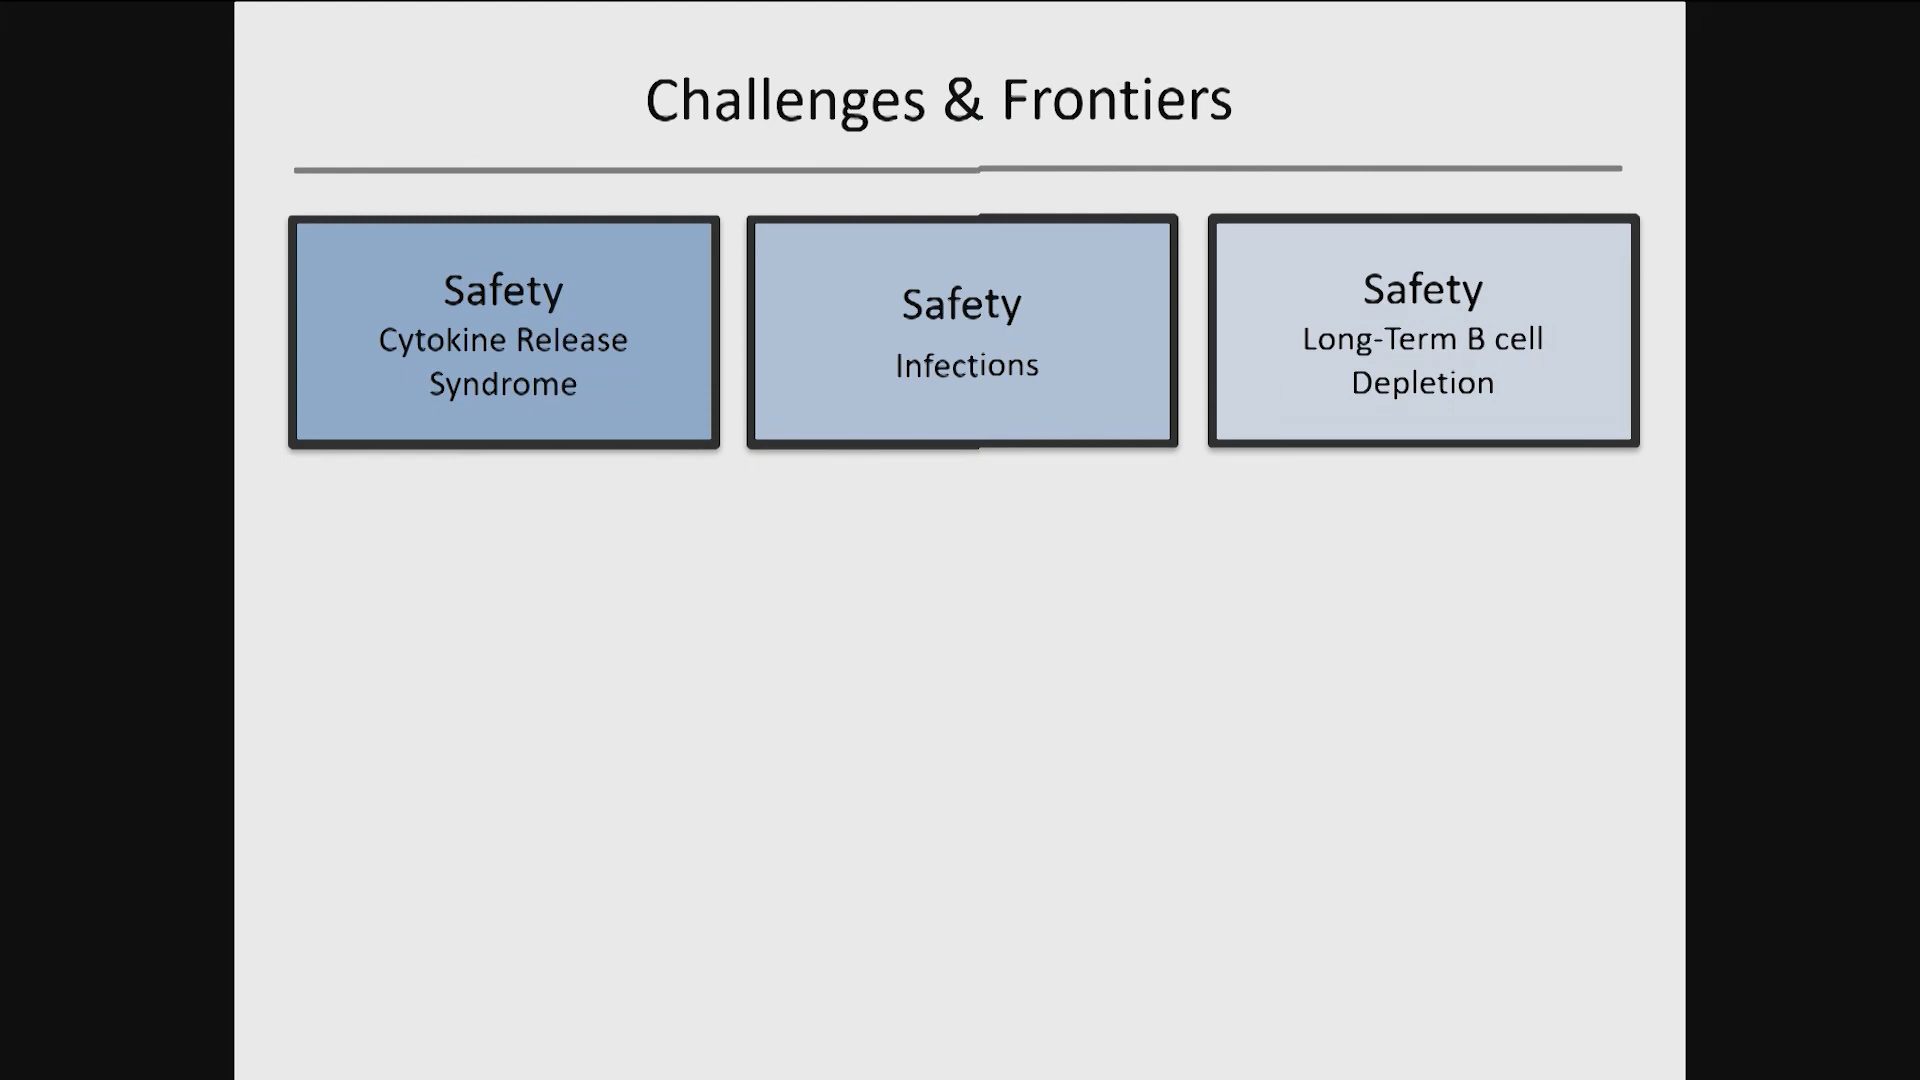 Challenges & Frontiers
Safety
Cytokine Release
Syndrome
Safety
Infections
Safety
Long-Term B cell
Depletion